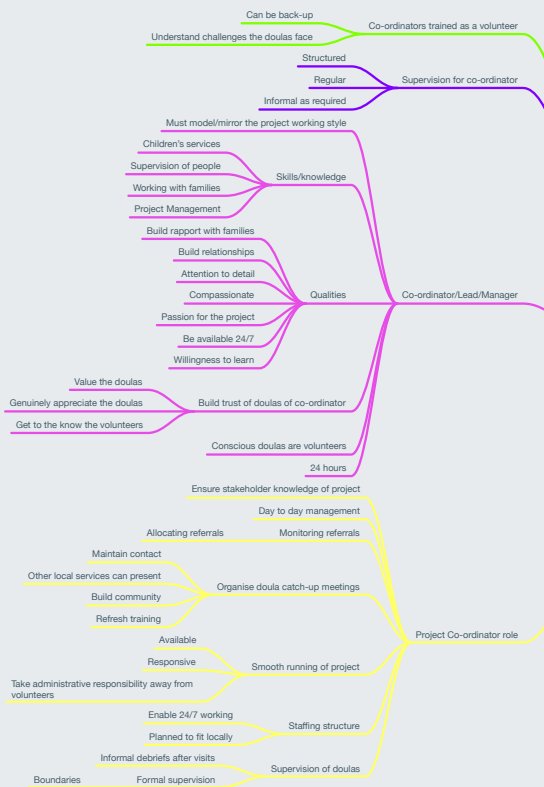 Can be back-up
Co-ordinators trained as a volunteer
Understand challenges the doulas face
Structured
Regular
Supervision for co-ordinator
Informal as required
Must model/mirror the project working style
Children's services
Supervision of people
Skills/knowledge
Working with families
Project Management
Build rapport with families
Build relationships
Attention to detail
Compassionate
Qualities
Co-ordinator/Lead/Manager
Passion for the project
Be available 24/7
Willingness to learn
Value the doulas
Genuinely appreciate the doulas
Build trust of doulas of co-ordinator
Get to the know the volunteers
Conscious doulas are volunteers
24 hours
Ensure stakeholder knowledge of project
Day to day management
Allocating referrals
Monitoring referrals
Maintain contact
Other local services can present
Organise doula catch-up meetings
Build community
Refresh training
Project Co-ordinator role
Available
Responsive
Smooth running of project
Take administrative responsibility away from
volunteers
Enable 24/7 working
Staffing structure
Planned to fit locally
Informal debriefs after visits
Supervision of doulas
Boundaries
Formal supervision